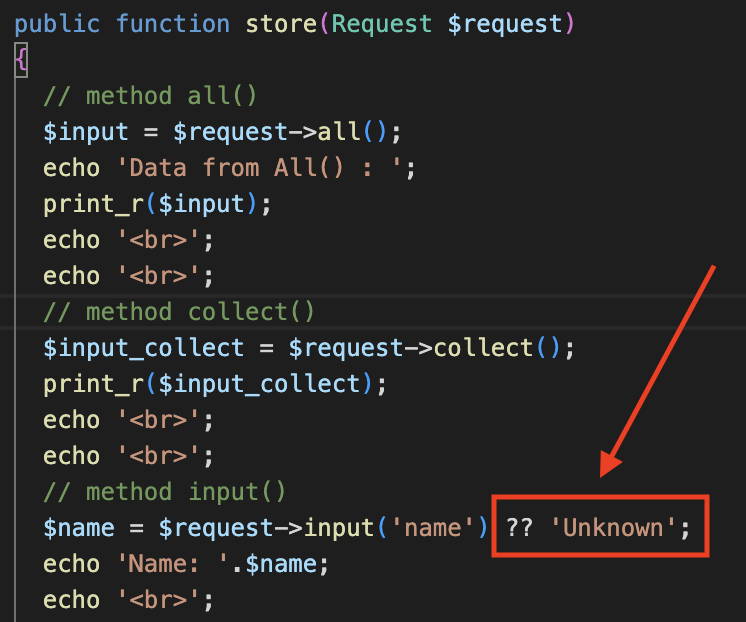 public function store(Request $request)
{
// method all()
$input = $request->all();
echo 'Data from All() : ';
print_r($input);
echo '<br>';
echo '<br>';
// method collect()
$input_collect = $request->collect();
print_r($input_collect);
echo '<br>';
echo '<br>';
// method input()
$name = $request->input('name') ?? 'Unknown';
echo 'Name: '.$name;
echo '<br>';